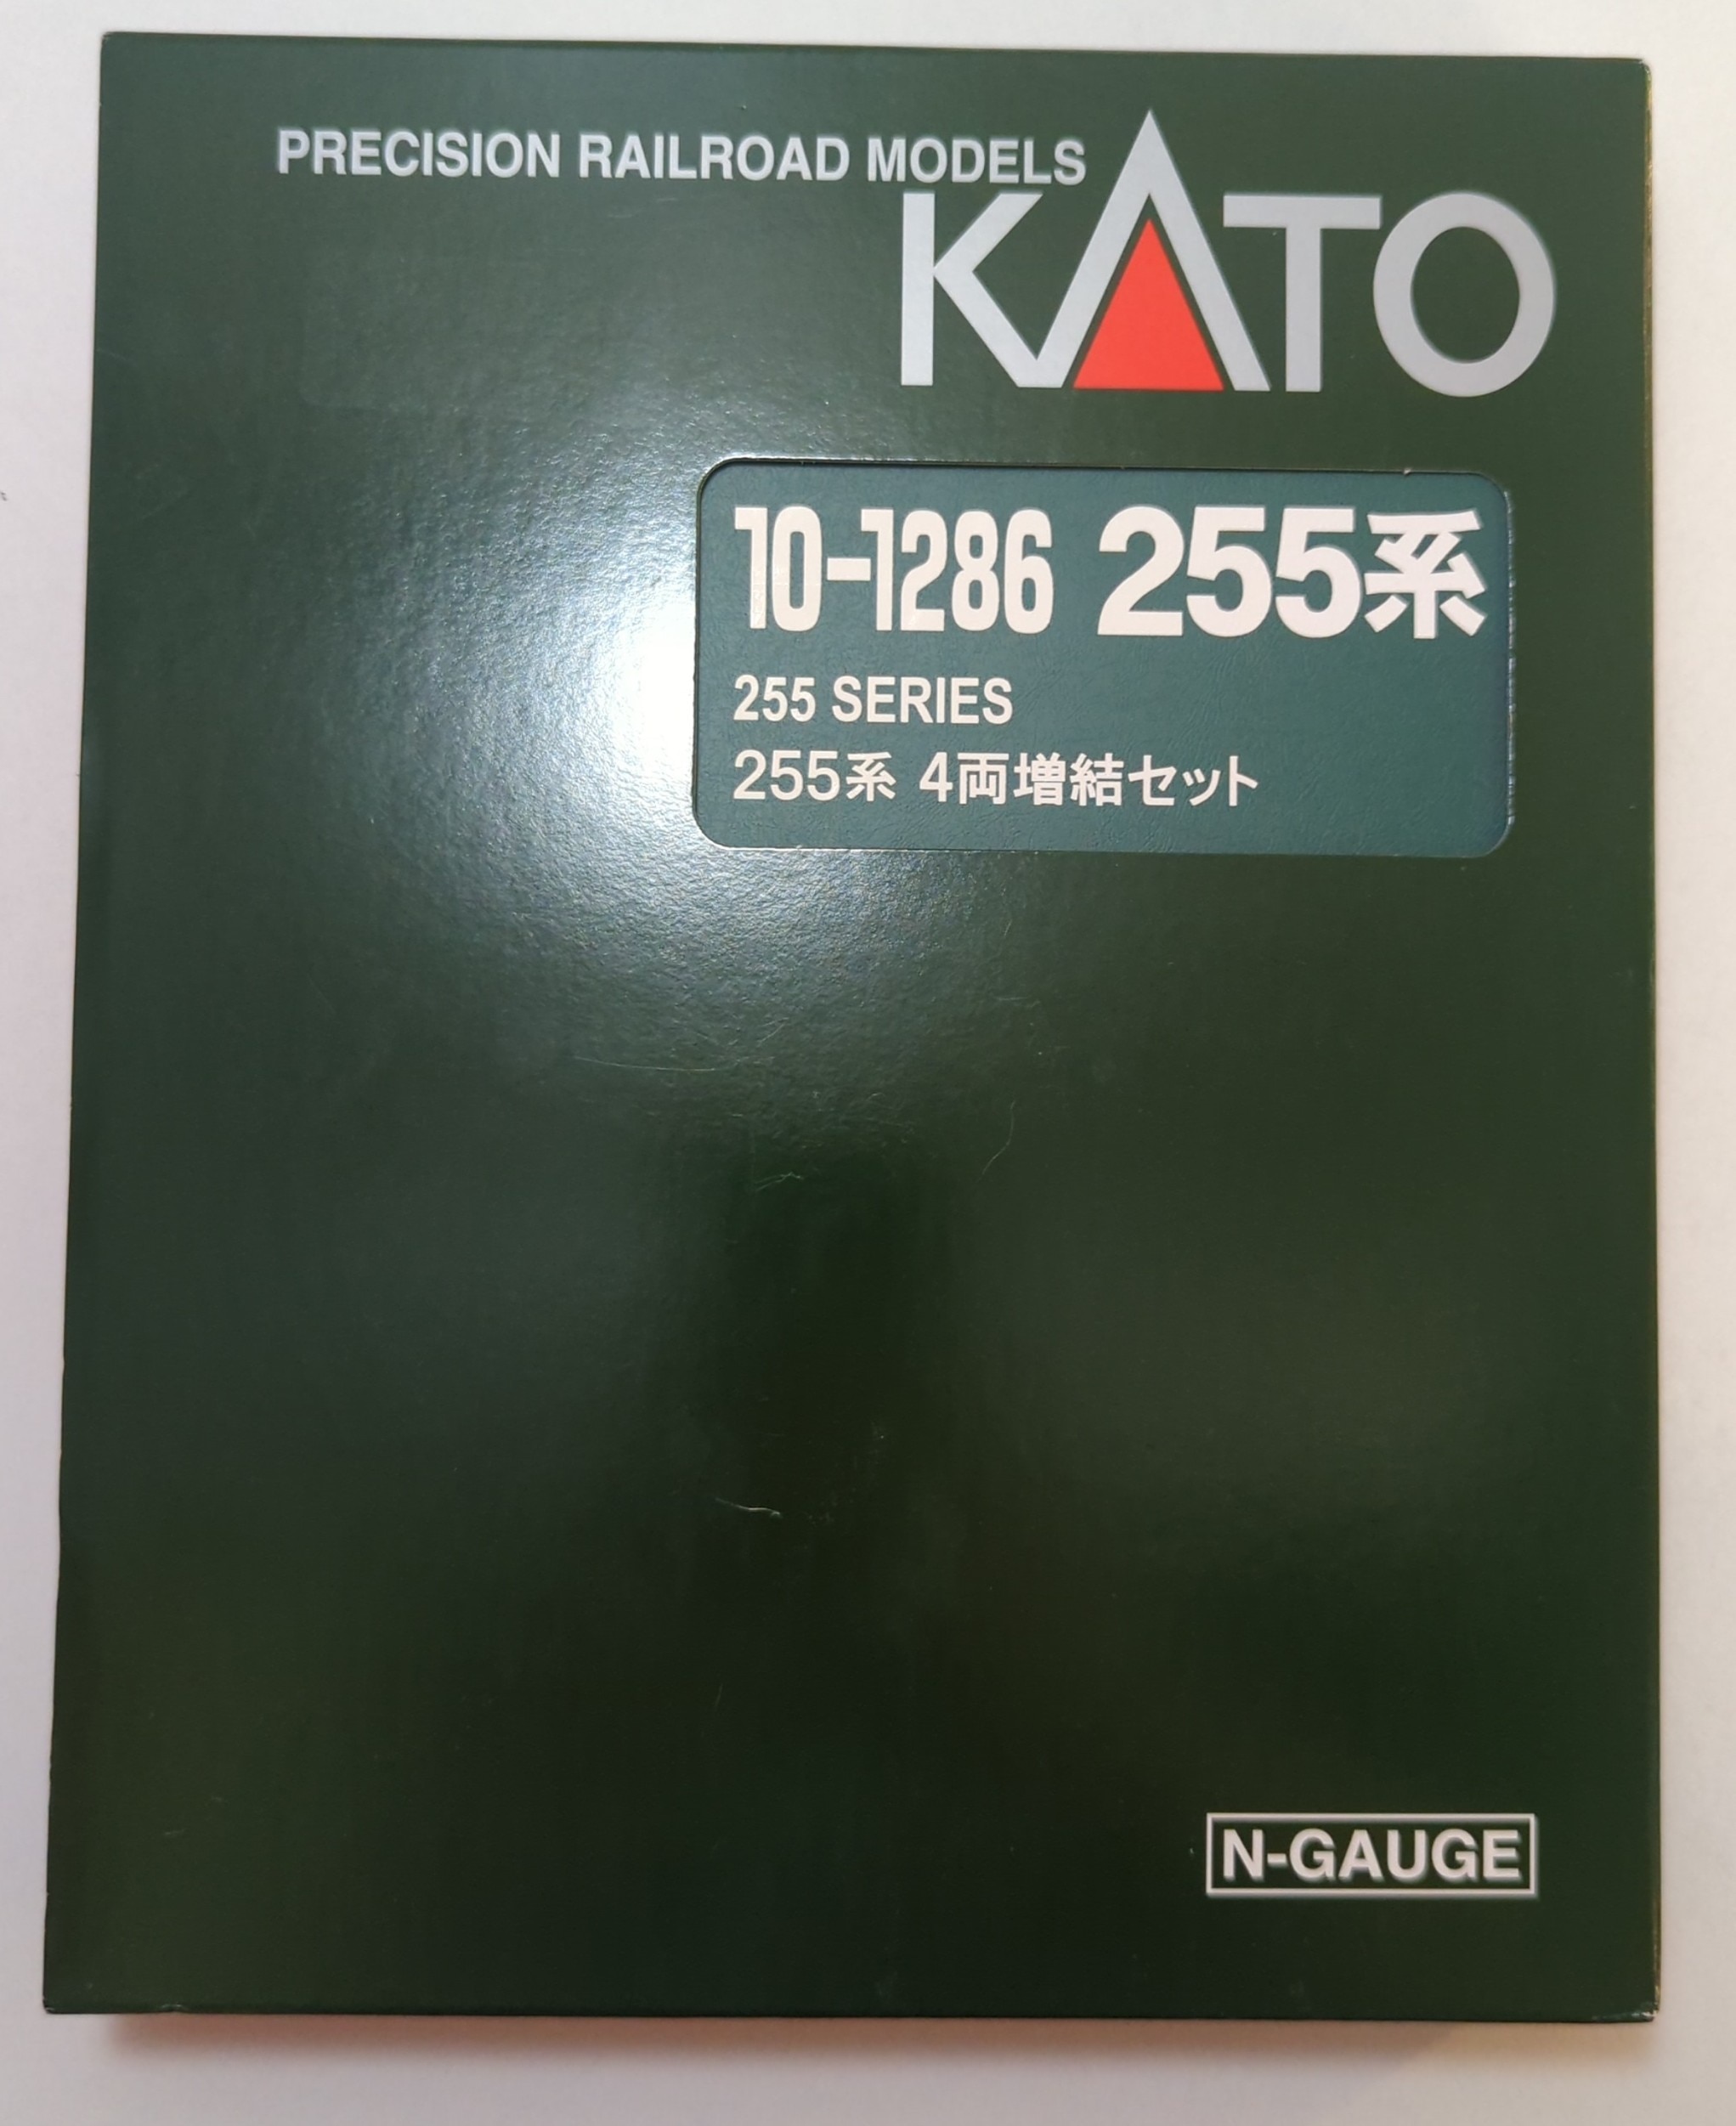 PRECISION RAILROAD MODELS
KATO
10-1286 255系
255 SERIES
255系 4両増結セット
N-GAUGE